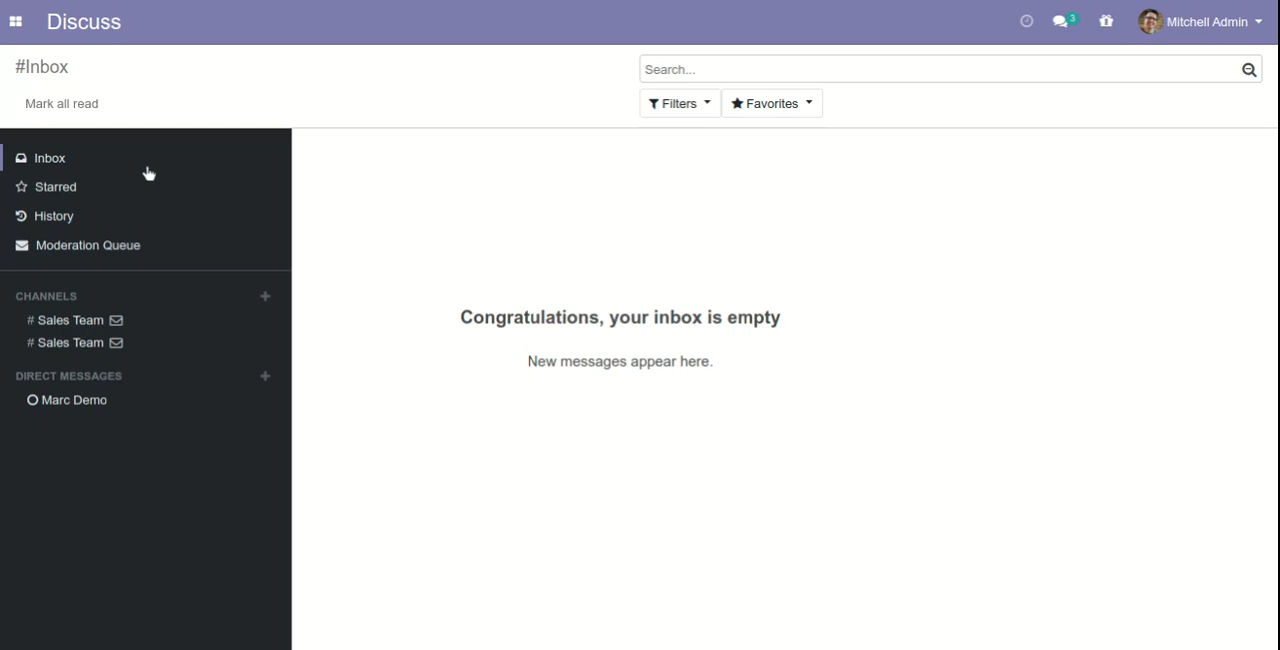 Discuss
3
Mitchell Admin
#Inbox
Search...
Mark all read
Filters
Favorites
Inbox
Starred
History
Moderation Queue
CHANNELS
# Sales Team
# Sales Team
DIRECT MESSAGES
Marc Demo
Congratulations, your inbox is empty
New messages appear here.